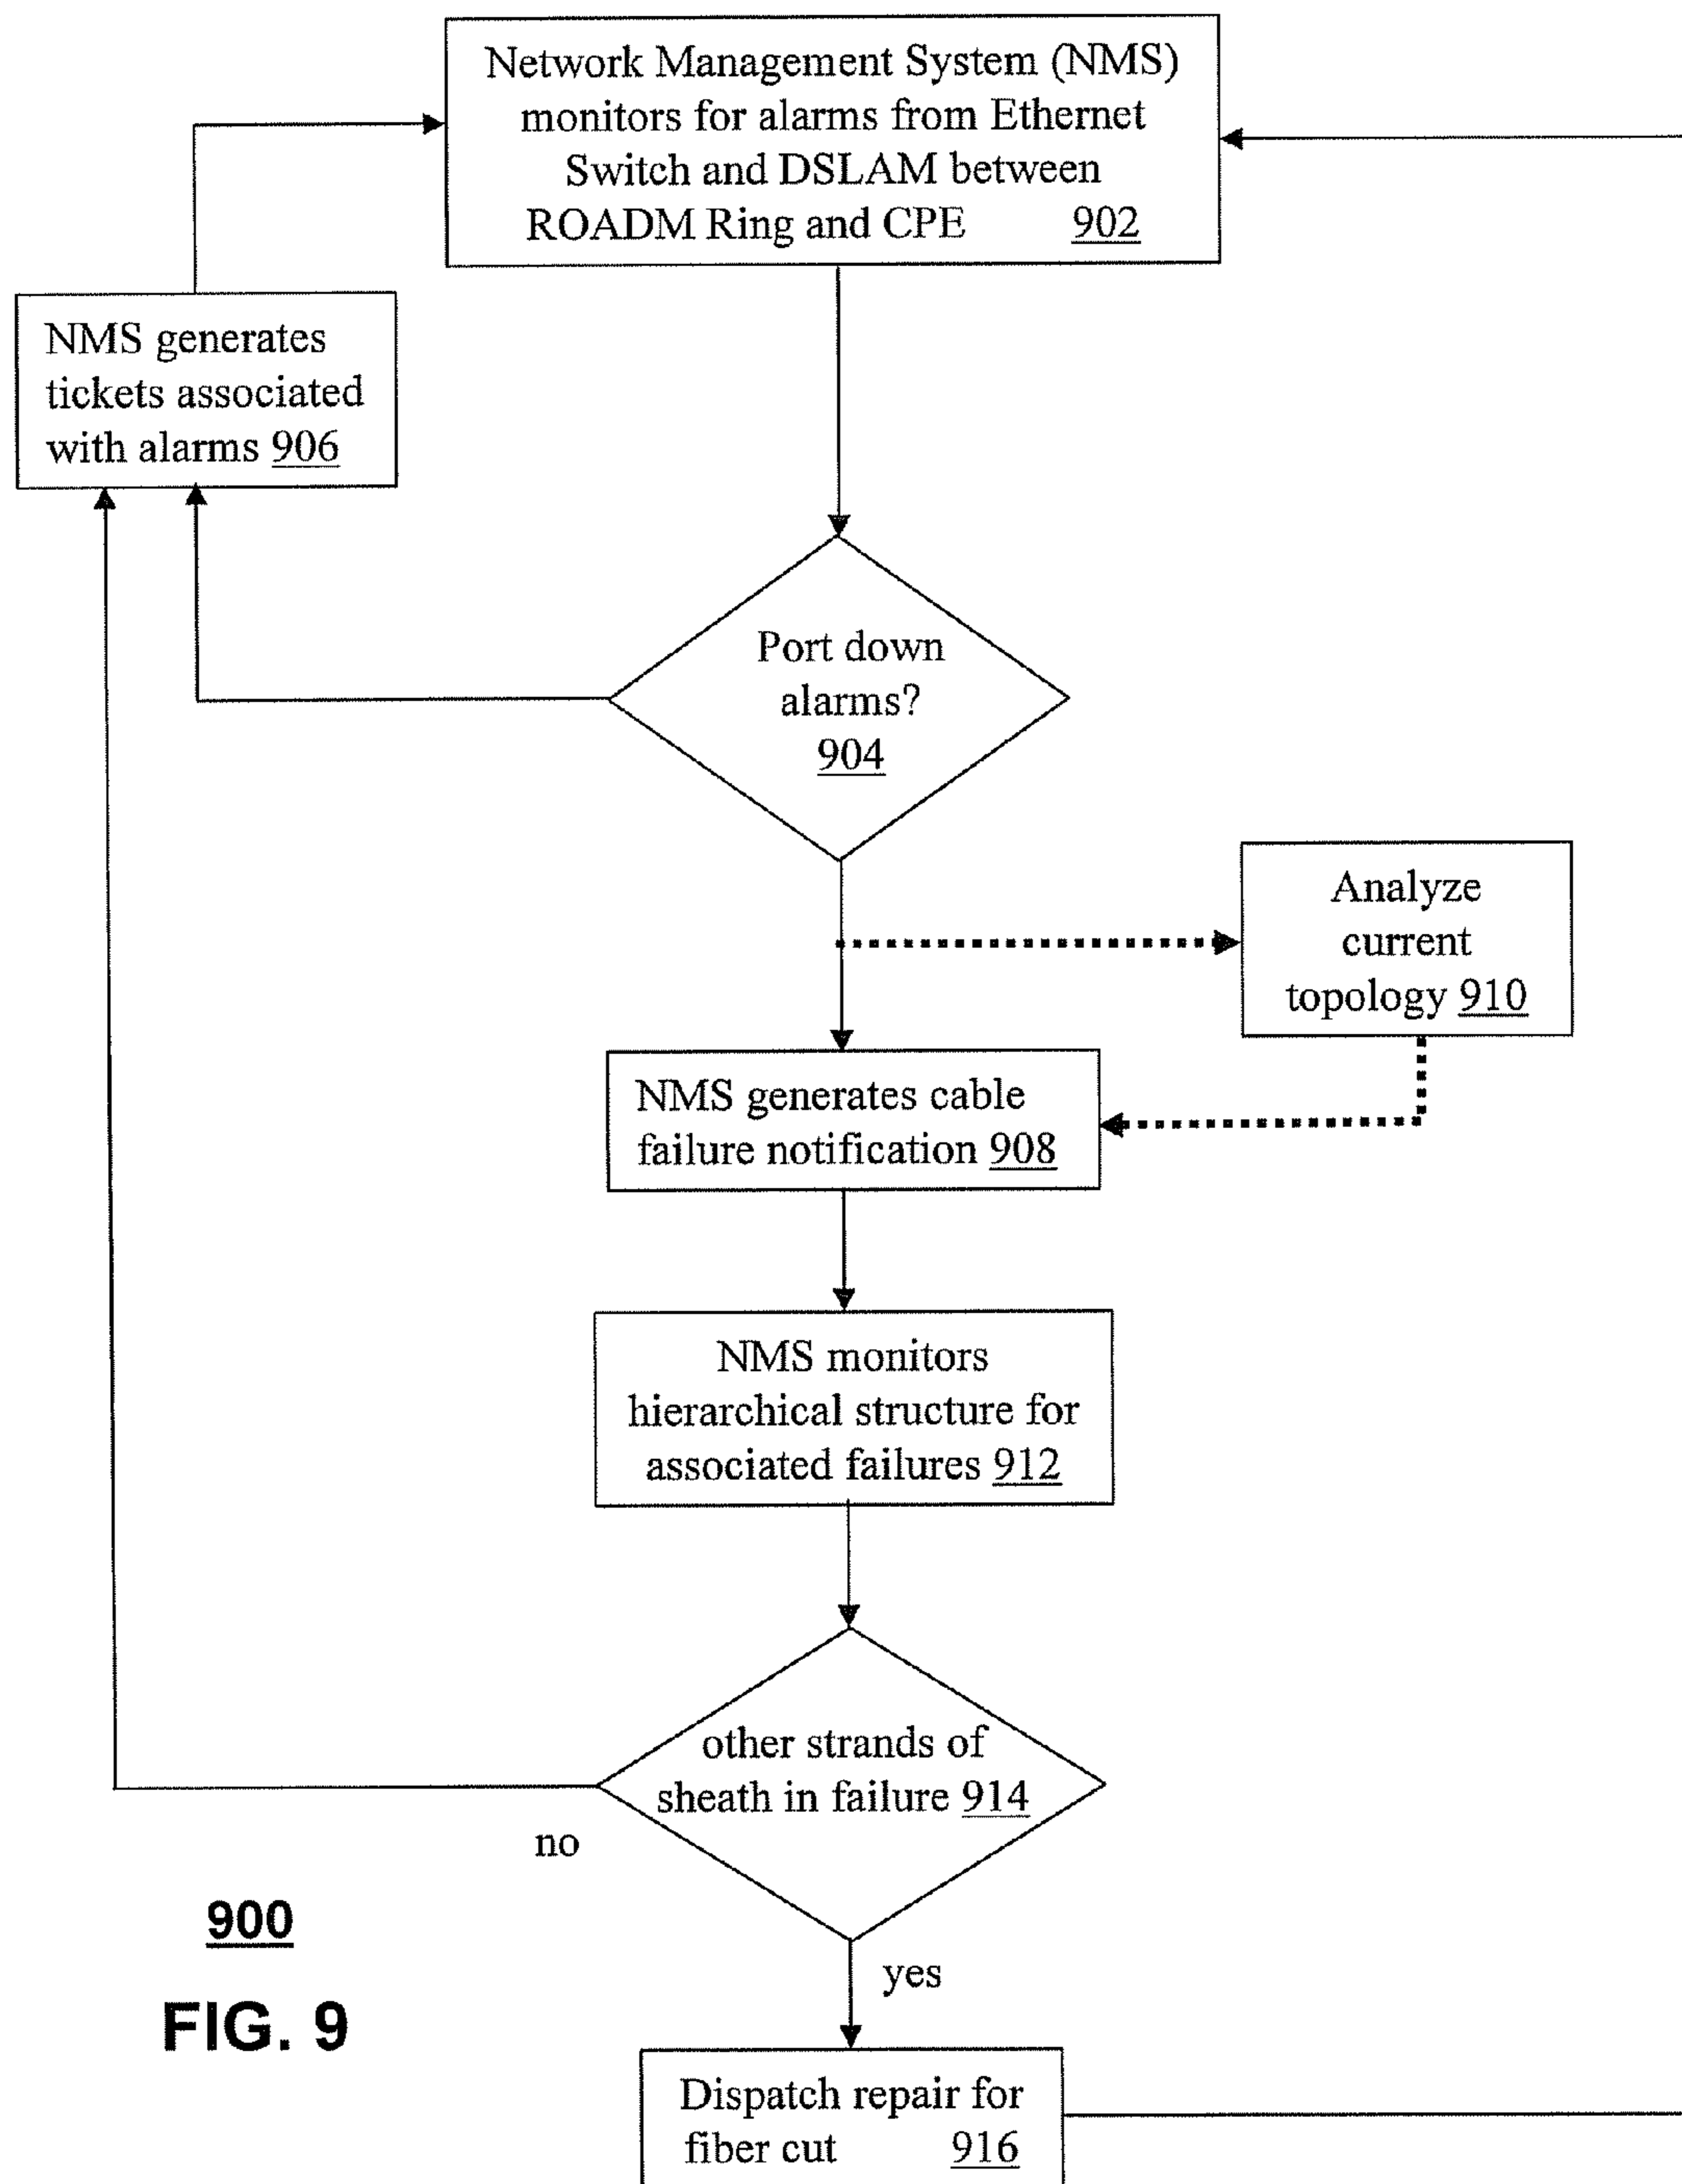 Network Management System (NMS)
monitors for alarms from Ethernet
Switch and DSLAM between
ROADM Ring and CPE 902
NMS generates
tickets associated
with alarms 906
Port down
alarms?
904
Analyze
current
topology 910
NMS generates cable
failure notification 908
NMS monitors
hierarchical structure for
associated failures 912
other strands of
sheath in failure 914
no
yes
900
FIG. 9
Dispatch repair for
fiber cut 916